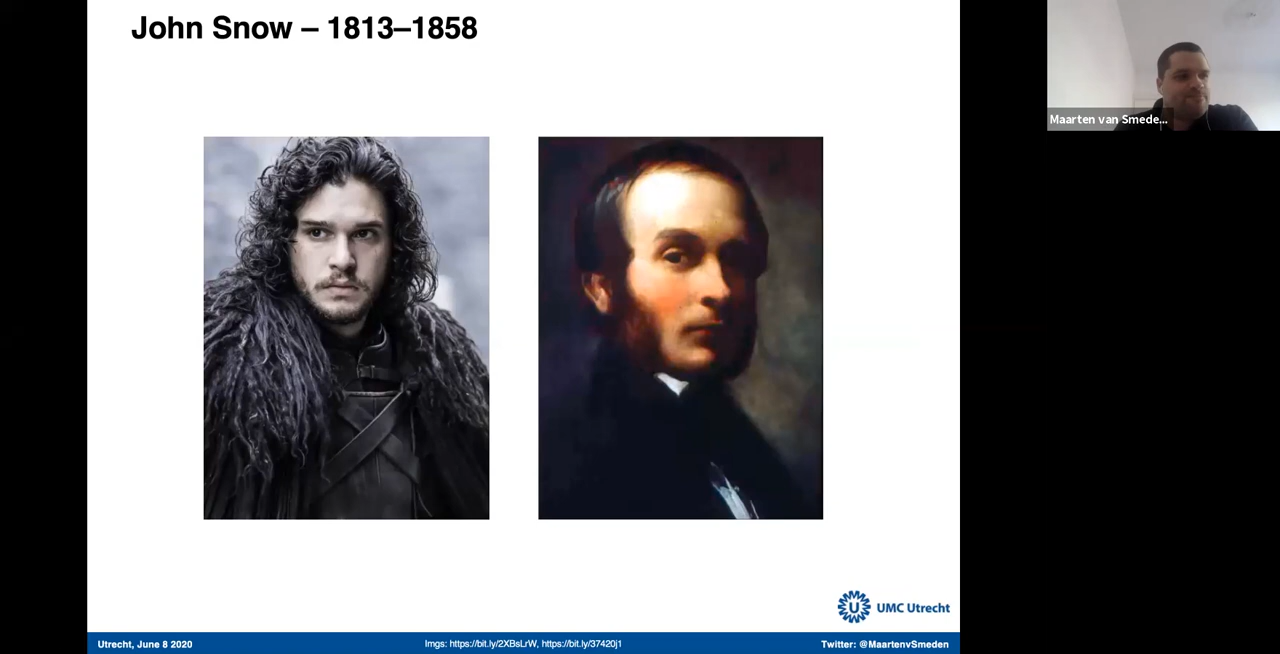 John Snow – 1813–1858
Maarten van Smede...
UMC Utrecht
Utrecht, June 8 2020
Imgs: https://bit.ly/2XBsLrW, https://bit.ly/37420j1
Twitter: @MaartenvSmeden